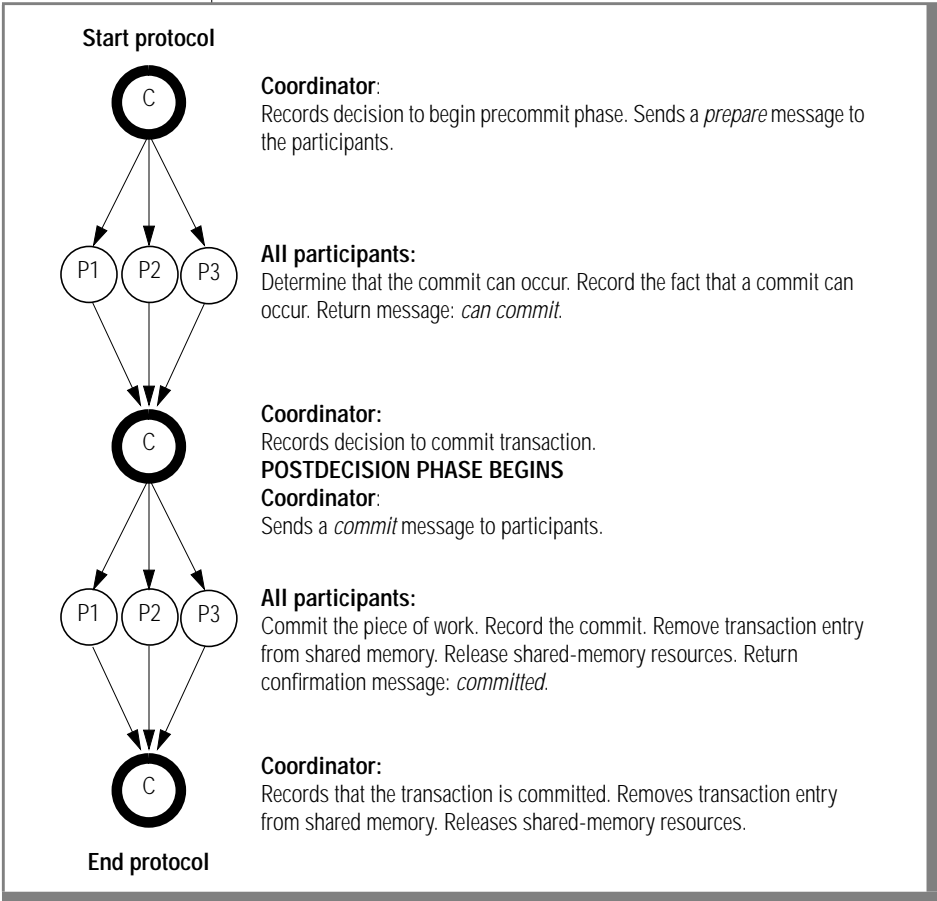 Start protocol
C
Coordinator:
Records decision to begin precommit phase. Sends a prepare message to
the participants.
P1 P2 P3
All participants:
Determine that the commit can occur. Record the fact that a commit can
occur. Return message: can commit.
C
Coordinator:
Records decision to commit transaction.
POSTDECISION PHASE BEGINS
Coordinator:
Sends a commit message to participants.
P1 P2 P3
All participants:
Commit the piece of work. Record the commit. Remove transaction entry
from shared memory. Release shared-memory resources. Return
confirmation message: committed.
C
Coordinator:
Records that the transaction is committed. Removes transaction entry
from shared memory. Releases shared-memory resources.
End protocol